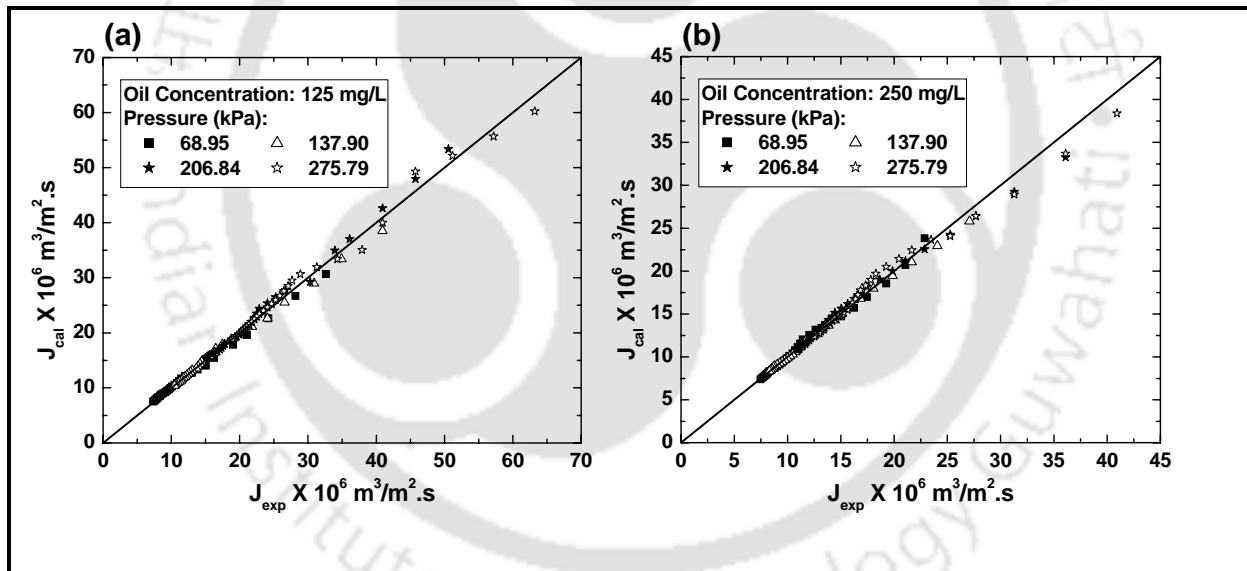 (a)
70
60
50
40
30
20
10
0
J_cal X 10^6 m^3/m^2.s
Oil Concentration: 125 mg/L
Pressure (kPa):
68.95 137.90
206.84 275.79
0 10 20 30 40 50 60 70
J_exp X 10^6 m^3/m^2.s
(b)
45
40
35
30
25
20
15
10
5
0
J_cal X 10^6 m^3/m^2.s
Oil Concentration: 250 mg/L
Pressure (kPa):
68.95 137.90
206.84 275.79
0 5 10 15 20 25 30 35 40 45
J_exp X 10^6 m^3/m^2.s
Indian Institute
ology Guwahati